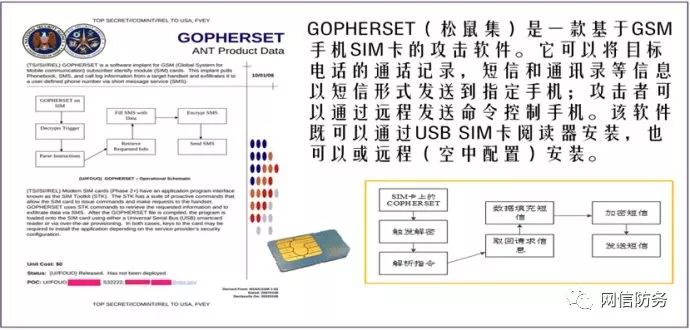 TOP SECRET//COMINT//REL TO USA, FVEY
GOPHERSET
ANT Product Data
(TS//SI//REL) GOPHERSET is a software implant for GSM (Global System for
Mobile communication) subscriber identify module (SIM) cards. This implant pulls
Phonebook, SMS, and call log information from a target handset and exfiltrates it to
a user-defined phone number via short message service (SMS).
10/01/08
GOPHERSET on
SIM
Decrypts Trigger
Parse Instructions
Fill SMS with
Data
Retrieve
Requested Info
Encrypt SMS
Send SMS
(U//FOUO) GOPHERSET – Operational Schematic
(TS//SI//REL) Modern SIM cards (Phase 2+) have an application program interface
known as the SIM Toolkit (STK). The STK has a suite of proactive commands that
allow the SIM card to issue commands and make requests to the handset.
GOPHERSET uses STK commands to retrieve the requested information and to
exfiltrate data via SMS. After the GOPHERSET file is compiled, the program is
loaded onto the SIM card using either a Universal Serial Bus (USB) smartcard
reader or via over-the-air provisioning. In both cases, keys to the card may be
required to install the application depending on the service provider's security
configuration.
Unit Cost: $0
Status: (U//FOUO) Released. Has not been deployed.
POC: U//FOUO
S32222,
TOP SECRET//COMINT//REL TO USA, FVEY
GOPHERSET（松鼠集）是一款基于GSM
手机SIM卡的攻击软件。它可以将目标
电话的通话记录，短信和通讯录等信息
以短信形式发送到指定手机；攻击者可
以通过远程发送命令控制手机。该软件
既可以通过USB SIM卡阅读器安装，也
可以或远程（空中配置）安装。
SIM卡上的
COPHERSET
触发解密
解析指令
数据填充短
信
取回请求信
息
加密短信
发送短信
网信防务